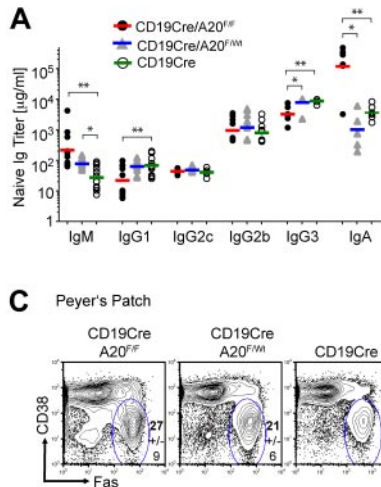 A
CD19Cre/A20F/F
CD19Cre/A20F/Wt
CD19Cre
Naive Ig Titer [µg/ml]
10⁵
10⁴
10³
10²
10
1
** * ** * ** ** *
IgM IgG1 IgG2c IgG2b IgG3 IgA
C Peyer's Patch
CD19Cre CD19Cre CD19Cre
A20F/F A20F/Wt
CD38
27 +/- 9
21 +/- 6
Fas